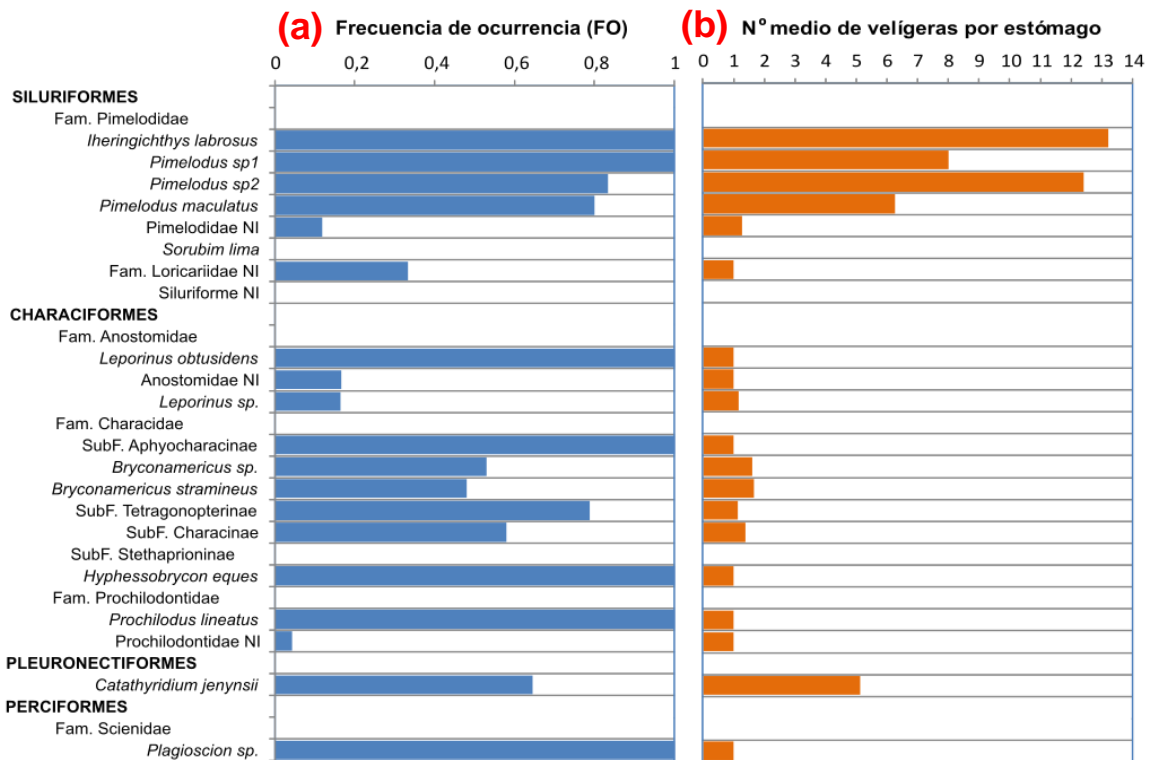 (a) Frecuencia de ocurrencia (FO)
(b) Nº medio de velígeras por estómago
0 0,2 0,4 0,6 0,8 1
0 1 2 3 4 5 6 7 8 9 10 11 12 13 14
SILURIFORMES
Fam. Pimelodidae
Iheringichthys labrosus
Pimelodus sp1
Pimelodus sp2
Pimelodus maculatus
Pimelodidae NI
Sorubim lima
Fam. Loricariidae NI
Siluriforme NI
CHARACIFORMES
Fam. Anostomidae
Leporinus obtusidens
Anostomidae NI
Leporinus sp.
Fam. Characidae
SubF. Aphyocharacinae
Bryconamericus sp.
Bryconamericus stramineus
SubF. Tetragonopterinae
SubF. Characinae
SubF. Stethaprioninae
Hyphessobrycon eques
Fam. Prochilodontidae
Prochilodus lineatus
Prochilodontidae NI
PLEURONECTIFORMES
Catathyridium jenynsii
PERCIFORMES
Fam. Scienidae
Plagioscion sp.